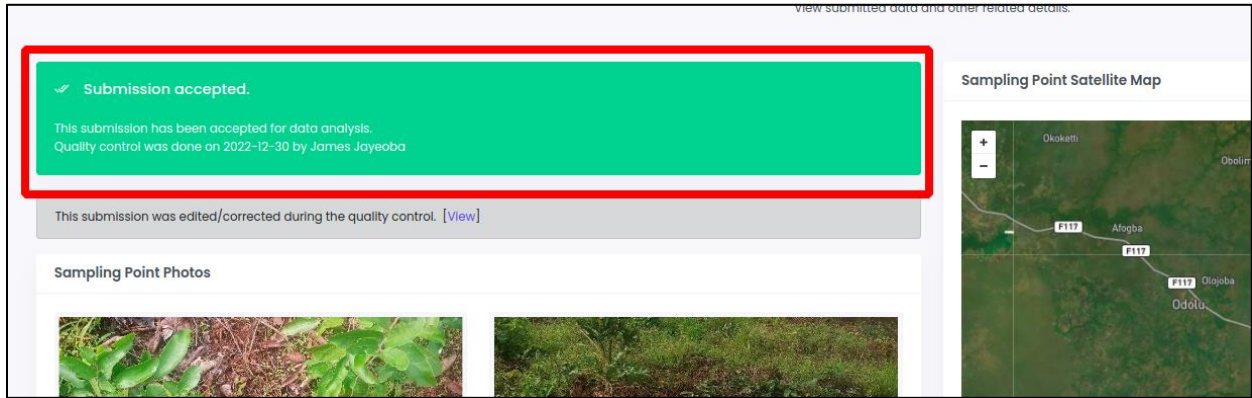 View submitted data and other related details.
Submission accepted.
This submission has been accepted for data analysis.
Quality control was done on 2022-12-30 by James Jayeoba
This submission was edited/corrected during the quality control. [View]
Sampling Point Photos
Sampling Point Satellite Map
+
−
Okoketti
F117
Afogba
F117
F117
Olojoba
Odolu